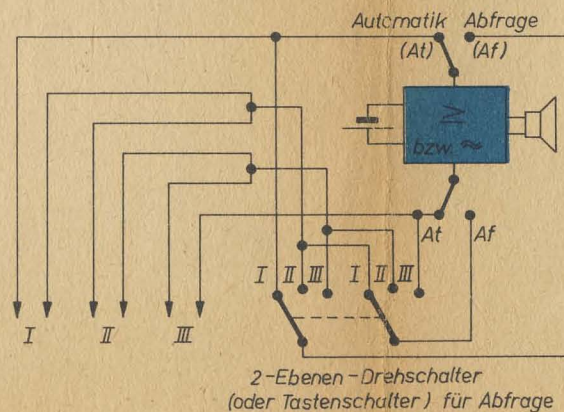 Automatik Abfrage
(At) (Af)
bzw. ≈
At Af
I II III I II III
I II III
2-Ebenen-Drehschalter
(oder Tastenschalter) für Abfrage